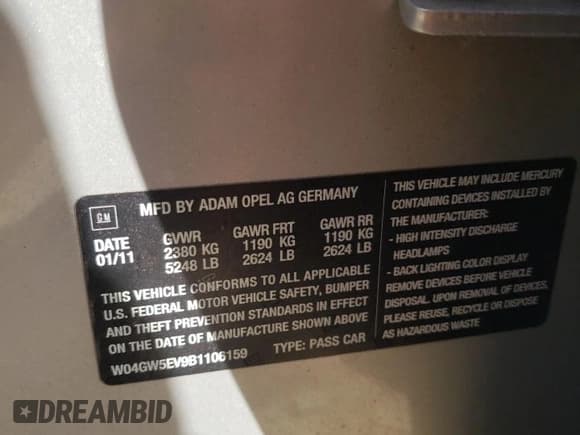 GM
MFD BY ADAM OPEL AG GERMANY
DATE GVWR GAWR FRT GAWR RR
01/11 2380 KG 1190 KG 1190 KG
5248 LB 2624 LB 2624 LB
THIS VEHICLE CONFORMS TO ALL APPLICABLE
U.S. FEDERAL MOTOR VEHICLE SAFETY, BUMPER
AND THEFT PREVENTION STANDARDS IN EFFECT
ON THE DATE OF MANUFACTURE SHOWN ABOVE
W04GW5EV9B1106159 TYPE: PASS CAR
THIS VEHICLE MAY INCLUDE MERCURY
CONTAINING DEVICES INSTALLED BY
THE MANUFACTURER:
- HIGH INTENSITY DISCHARGE
HEADLAMPS
- BACK LIGHTING COLOR DISPLAY
REMOVE DEVICES BEFORE VEHICLE
DISPOSAL. UPON REMOVAL OF DEVICES,
PLEASE REUSE, RECYCLE OR DISPOSE
AS HAZARDOUS WASTE
DREAMBID